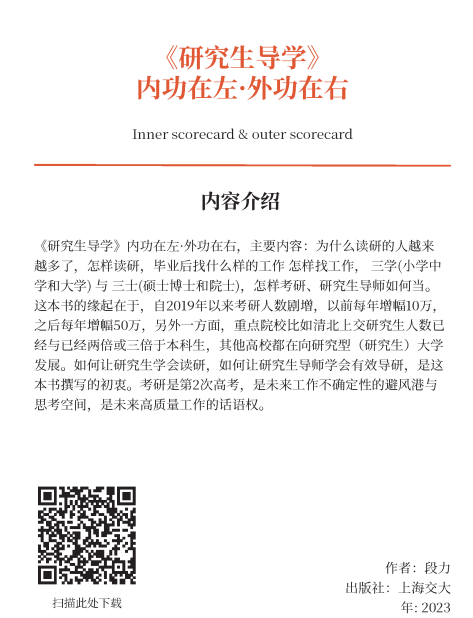 《研究生导学》
内功在左·外功在右
Inner scorecard & outer scorecard
内容介绍
《研究生导学》内功在左·外功在右，主要内容：为什么读研的人越来
越多了，怎样读研，毕业后找什么样的工作 怎样找工作， 三学(小学中
学和大学) 与 三士(硕士博士和院士)，怎样考研、研究生导师如何当。
这本书的缘起在于，自2019年以来考研人数剧增，以前每年增幅10万，
之后每年增幅50万，另外一方面，重点院校比如清北上交研究生人数已
经与已经两倍或三倍于本科生，其他高校都在向研究型（研究生）大学
发展。如何让研究生学会读研，如何让研究生导师学会有效导研，是这
本书撰写的初衷。考研是第2次高考，是未来工作不确定性的避风港与
思考空间，是未来高质量工作的话语权。
扫描此处下载
作者：段力
出版社：上海交大
年: 2023